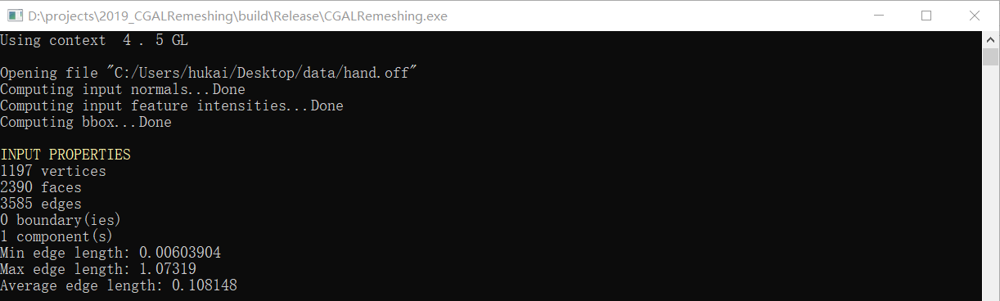 D:\projects\2019_CGALRemeshing\build\Release\CGALRemeshing.exe
Using context  4 . 5 GL
Opening file "C:/Users/hukai/Desktop/data/hand.off"
Computing input normals...Done
Computing input feature intensities...Done
Computing bbox...Done
INPUT PROPERTIES
1197 vertices
2390 faces
3585 edges
0 boundary(ies)
1 component(s)
Min edge length: 0.00603904
Max edge length: 1.07319
Average edge length: 0.108148